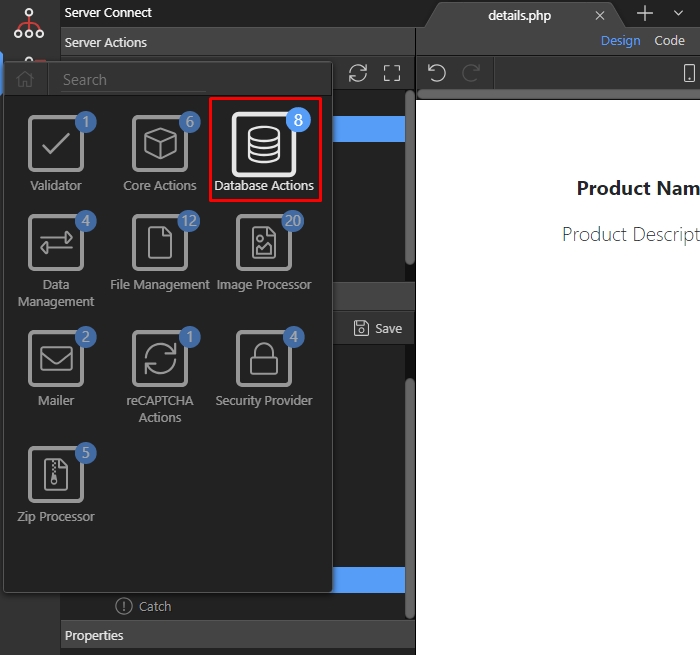 Server Connect
details.php
Server Actions
Design Code
Search
1
6
8
Validator
Core Actions
Database Actions
4
12
20
Data
Management
File Management
Image Processor
Product Nam
Product Descript
Save
2
1
4
Mailer
reCAPTCHA
Actions
Security Provider
5
Zip Processor
Catch
Properties